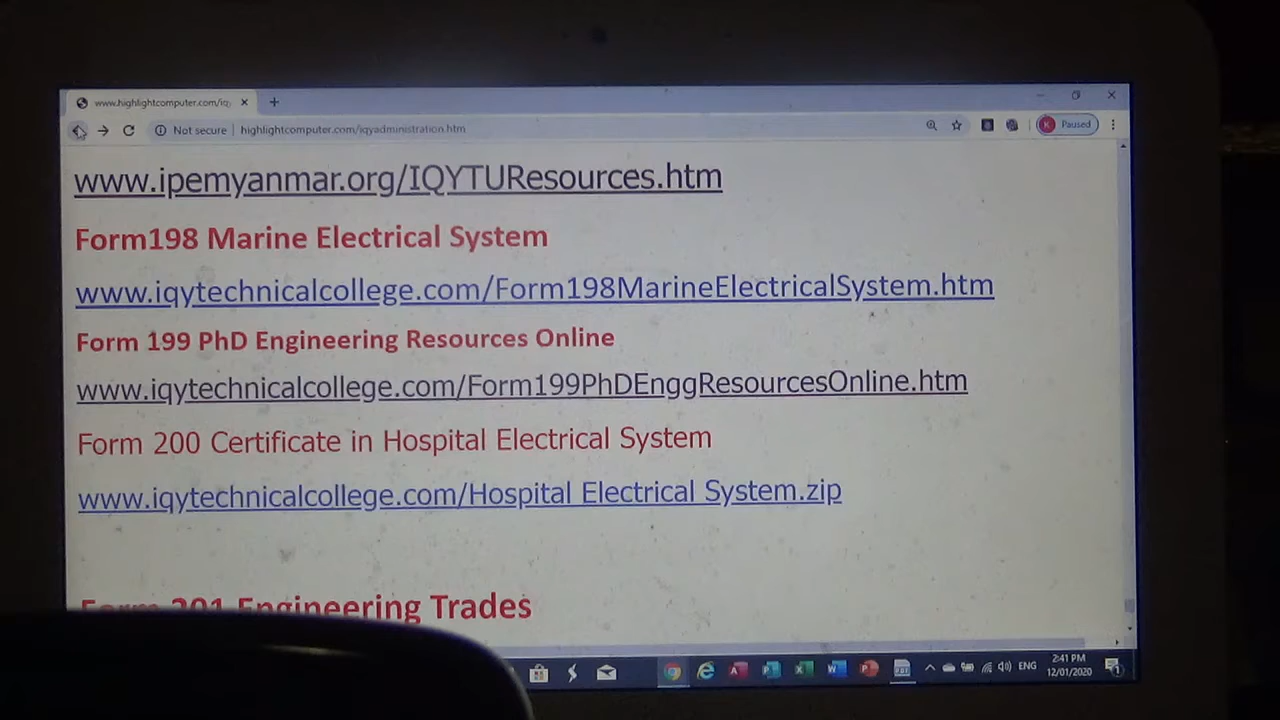 www.highlightcomputer.com/iq
Not secure
highlightcomputer.com/iqyadministration.htm
K
Paused
www.ipemyanmar.org/IQYTUResources.htm
Form198 Marine Electrical System
www.iqytechnicalcollege.com/Form198MarineElectricalSystem.htm
Form 199 PhD Engineering Resources Online
www.iqytechnicalcollege.com/Form199PhDEnggResourcesOnline.htm
Form 200 Certificate in Hospital Electrical System
www.iqytechnicalcollege.com/Hospital Electrical System.zip
Form 201 Engineering Trades
ENG
2:41 PM
12/01/2020